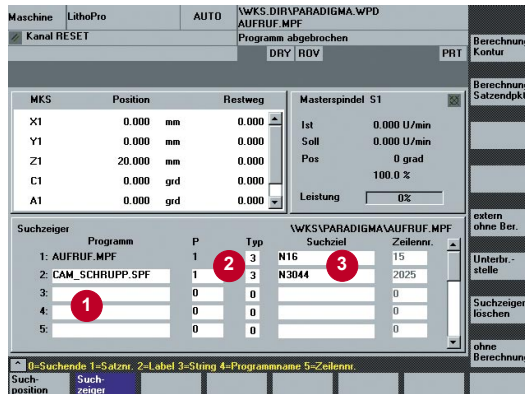 Maschine LithoPro AUTO \WKS.DIR\PARADIGMA.WPD
AUFRUF.MPF
Kanal RESET Programm abgebrochen
DRY ROV PRT
Berechnung
Kontur
Berechnung
Satzendpkt
MKS Position Restweg
X1 0.000 mm 0.000
Y1 0.000 mm 0.000
Z1 20.000 mm 0.000
C1 0.000 grd 0.000
A1 0.000 grd 0.000
Masterspindel S1
Ist 0.000 U/min
Soll 0.000 U/min
Pos 0 grad
100.0 %
Leistung 0%
extern
ohne Ber.
Unterbr.-
stelle
Suchzeiger
löschen
ohne
Berechnung
Suchzeiger \WKS\PARADIGMA\AUFRUF.MPF
Programm P Typ Suchziel Zeilennr.
1: AUFRUF.MPF 1 3 N16 15
2: CAM_SCHRUPP.SPF 1 3 N3044 2025
3: 0 0 0
4: 0 0 0
5: 0 0 0
1
2
3
0=Suchende 1=Satznr. 2=Label 3=String 4=Programmname 5=Zeilennr.
Such-
position
Such-
zeiger